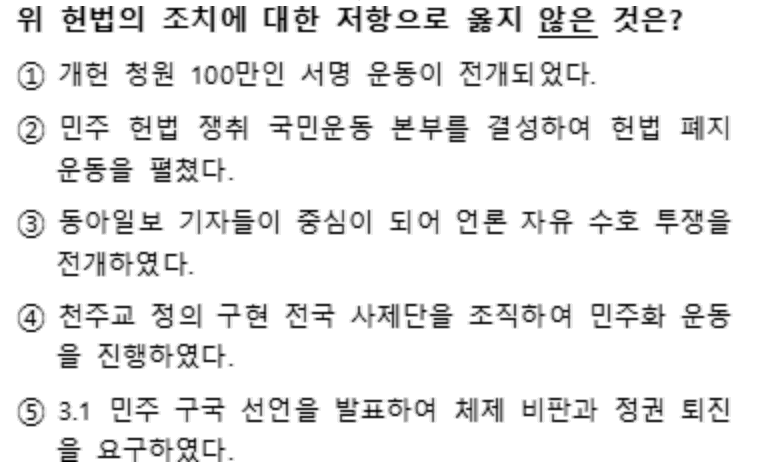 위 헌법의 조치에 대한 저항으로 옳지 않은 것은?
① 개헌 청원 100만인 서명 운동이 전개되었다.
② 민주 헌법 쟁취 국민운동 본부를 결성하여 헌법 폐지
운동을 펼쳤다.
③ 동아일보 기자들이 중심이 되어 언론 자유 수호 투쟁을
전개하였다.
④ 천주교 정의 구현 전국 사제단을 조직하여 민주화 운동
을 진행하였다.
⑤ 3.1 민주 구국 선언을 발표하여 체제 비판과 정권 퇴진
을 요구하였다.